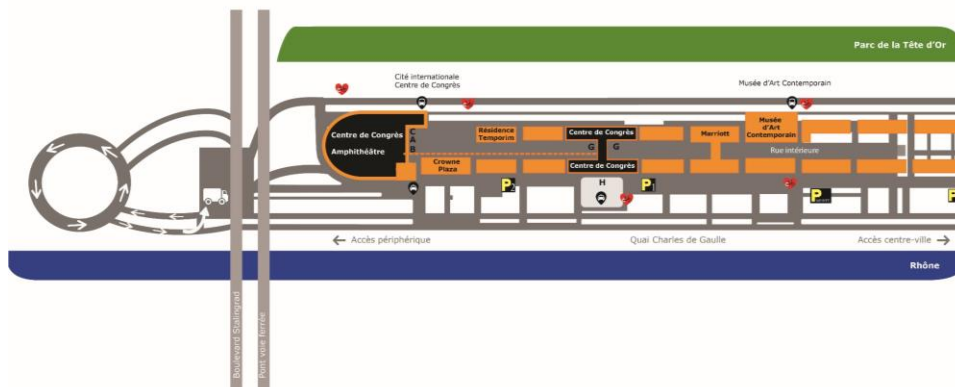 Parc de la Tête d'Or
Cité internationale
Centre de Congrès
Musée d'Art Contemporain
Centre de Congrès
Amphithéâtre
C
A
B
Résidence
Temporim
Centre de Congrès
Marriott
Musée
d'Art
Contemporain
G
G
Rue intérieure
Crowne
Plaza
Centre de Congrès
H
P
P
P
P
Accès périphérique
Quai Charles de Gaulle
Accès centre-ville
Rhône
Boulevard Stalingrad
Pont voie ferrée